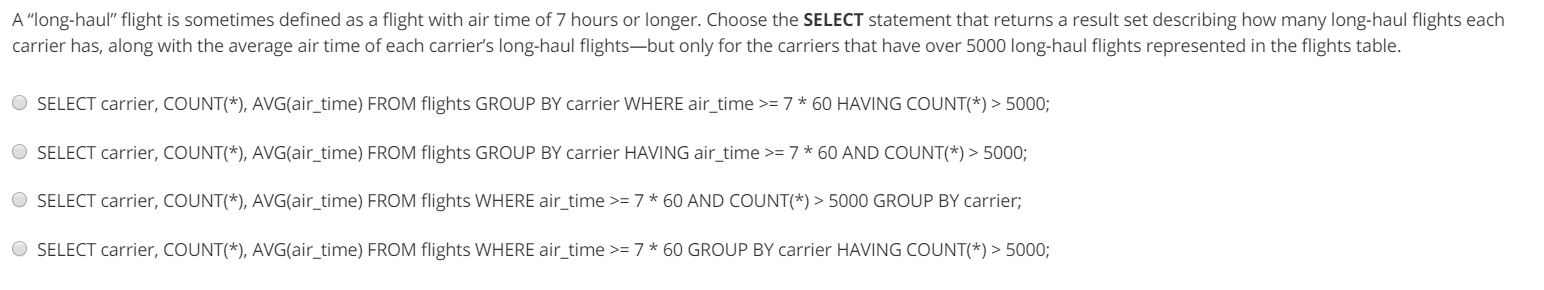 A “long-haul” flight is sometimes defined as a flight with air time of 7 hours or longer. Choose the SELECT statement that returns a result set describing how many long-haul flights each
carrier has, along with the average air time of each carrier’s long-haul flights—but only for the carriers that have over 5000 long-haul flights represented in the flights table.
SELECT carrier, COUNT(*), AVG(air_time) FROM flights GROUP BY carrier WHERE air_time >= 7 * 60 HAVING COUNT(*) > 5000;
SELECT carrier, COUNT(*), AVG(air_time) FROM flights GROUP BY carrier HAVING air_time >= 7 * 60 AND COUNT(*) > 5000;
SELECT carrier, COUNT(*), AVG(air_time) FROM flights WHERE air_time >= 7 * 60 AND COUNT(*) > 5000 GROUP BY carrier;
SELECT carrier, COUNT(*), AVG(air_time) FROM flights WHERE air_time >= 7 * 60 GROUP BY carrier HAVING COUNT(*) > 5000;